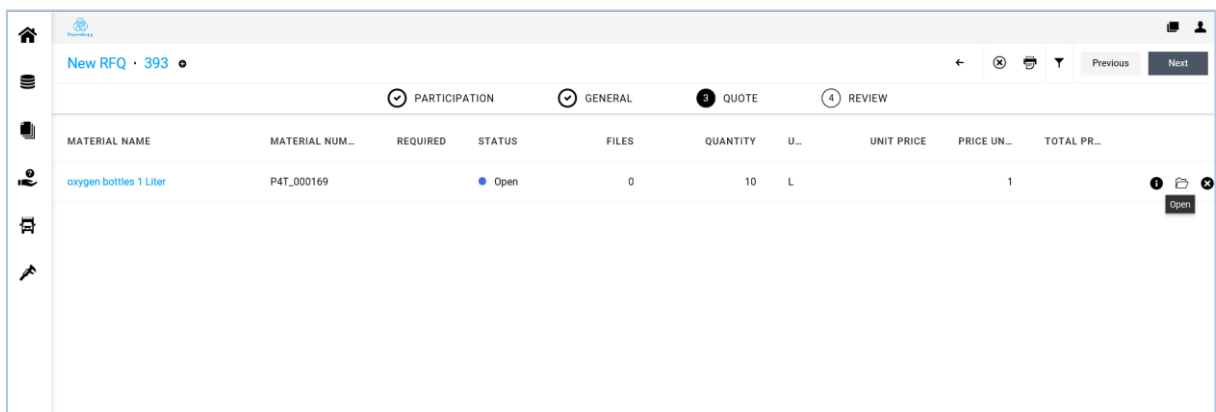 New RFQ · 393
Previous
Next
PARTICIPATION
GENERAL
3 QUOTE
4 REVIEW
MATERIAL NAME MATERIAL NUM... REQUIRED STATUS FILES QUANTITY U... UNIT PRICE PRICE UN... TOTAL PR...
oxygen bottles 1 Liter P4T_000169 Open 0 10 L 1
Open